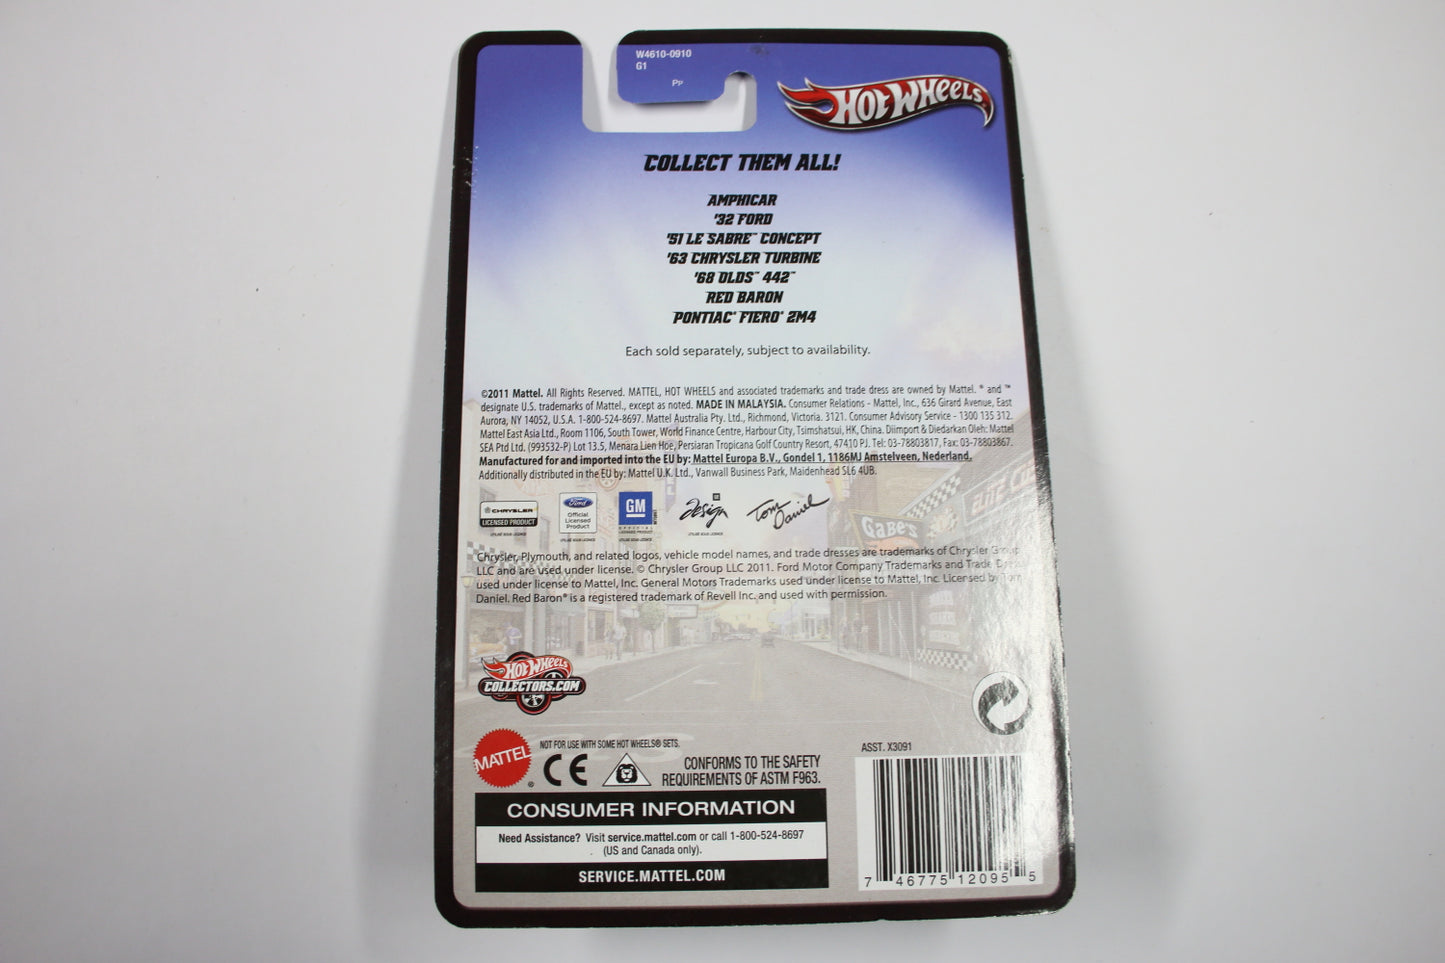 W4610-0910
G1
HOT WHEELS
COLLECT THEM ALL!
AMPHICAR
'32 FORD
'51 LE SABRE™ CONCEPT
'63 CHRYSLER TURBINE
'68 OLDS™ 442™
RED BARON
PONTIAC® FIERO® 2M4
Each sold separately, subject to availability.
©2011 Mattel. All Rights Reserved. MATTEL, HOT WHEELS and associated trademarks and trade dress are owned by Mattel. ® and ™
designate U.S. trademarks of Mattel., except as noted. MADE IN MALAYSIA. Consumer Relations - Mattel, Inc., 636 Girard Avenue, East
Aurora, NY 14052, U.S.A. 1-800-524-8697. Mattel Australia Pty. Ltd., Richmond, Victoria. 3121. Consumer Advisory Service - 1300 135 312.
Mattel East Asia Ltd., Room 1106, South Tower, World Finance Centre, Harbour City, Tsimshatsui, HK, China. Diimport & Diedarkan Oleh: Mattel
SEA Ptd Ltd. (993532-P) Lot 13.5, Menara Lien Hoe, Persiaran Tropicana Golf Country Resort, 47410 PJ. Tel: 03-78803817, Fax: 03-78803867.
Manufactured for and imported into the EU by: Mattel Europa B.V., Gondel 1, 1186MJ Amstelveen, Nederland.
Additionally distributed in the EU by: Mattel U.K. Ltd., Vanwall Business Park, Maidenhead SL6 4UB.
CHRYSLER
LICENSED PRODUCT
Ford
Official
Licensed
Product
GM
OFFICIAL
LICENSED PRODUCT
design
Tom
Daniel
GABE'S
Chrysler, Plymouth, and related logos, vehicle model names, and trade dresses are trademarks of Chrysler Group
LLC and are used under license. © Chrysler Group LLC 2011. Ford Motor Company Trademarks and Trade Dress
used under license to Mattel, Inc. General Motors Trademarks used under license to Mattel, Inc. Licensed by Tom
Daniel. Red Baron® is a registered trademark of Revell Inc. and used with permission.
HOT WHEELS
COLLECTORS.COM
MATTEL
®
NOT FOR USE WITH SOME HOT WHEELS® SETS.
CE
CONFORMS TO THE SAFETY
REQUIREMENTS OF ASTM F963.
ASST. X3091
CONSUMER INFORMATION
Need Assistance? Visit service.mattel.com or call 1-800-524-8697
(US and Canada only).
SERVICE.MATTEL.COM
7 46775 12095 5